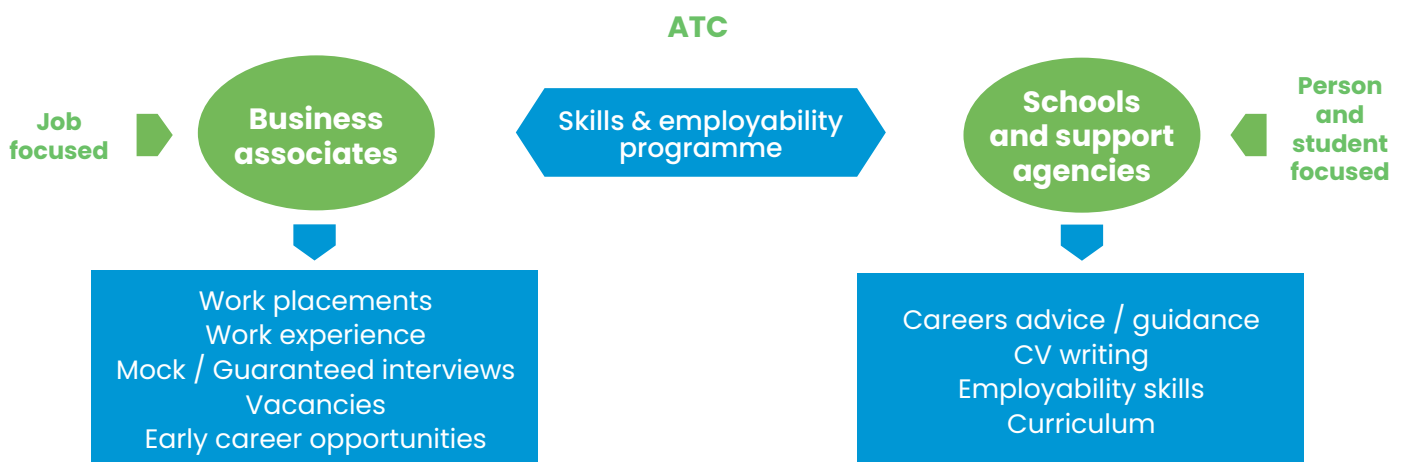 ATC
Job
focused
Business
associates
Skills & employability
programme
Schools
and support
agencies
Person
and
student
focused
Work placements
Work experience
Mock / Guaranteed interviews
Vacancies
Early career opportunities
Careers advice / guidance
CV writing
Employability skills
Curriculum